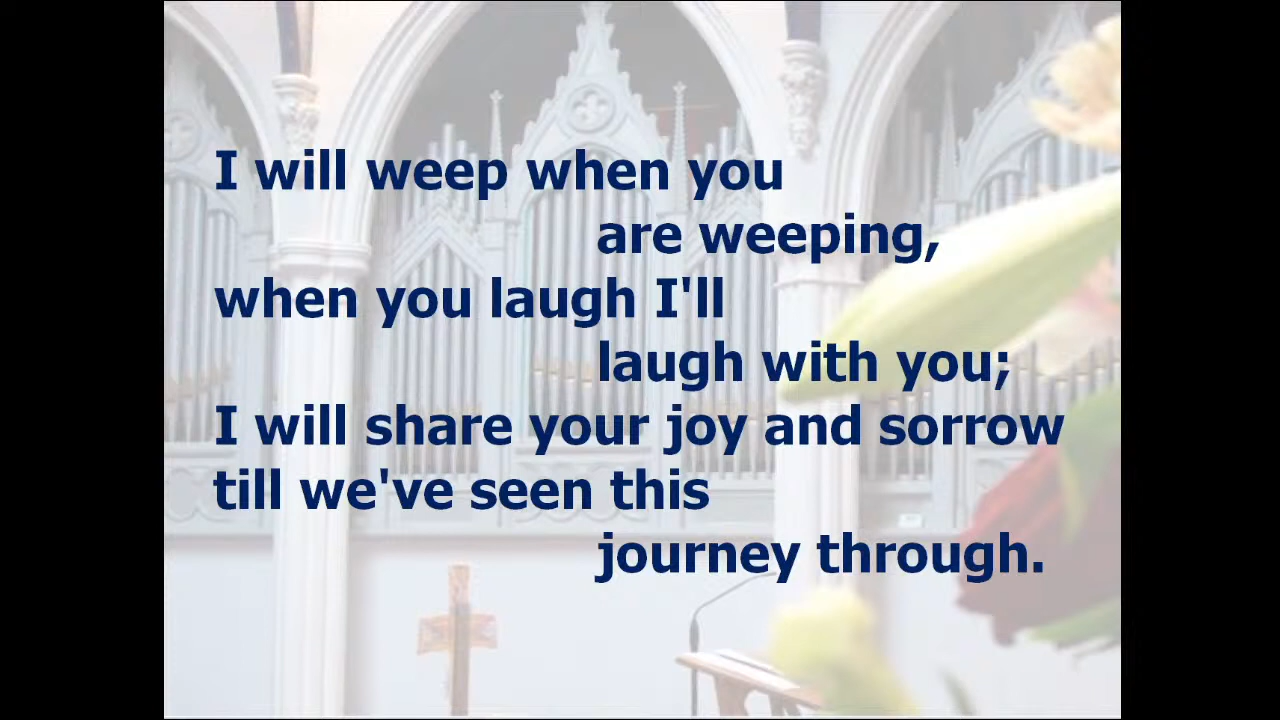 I will weep when you
are weeping,
when you laugh I'll
laugh with you;
I will share your joy and sorrow
till we've seen this
journey through.